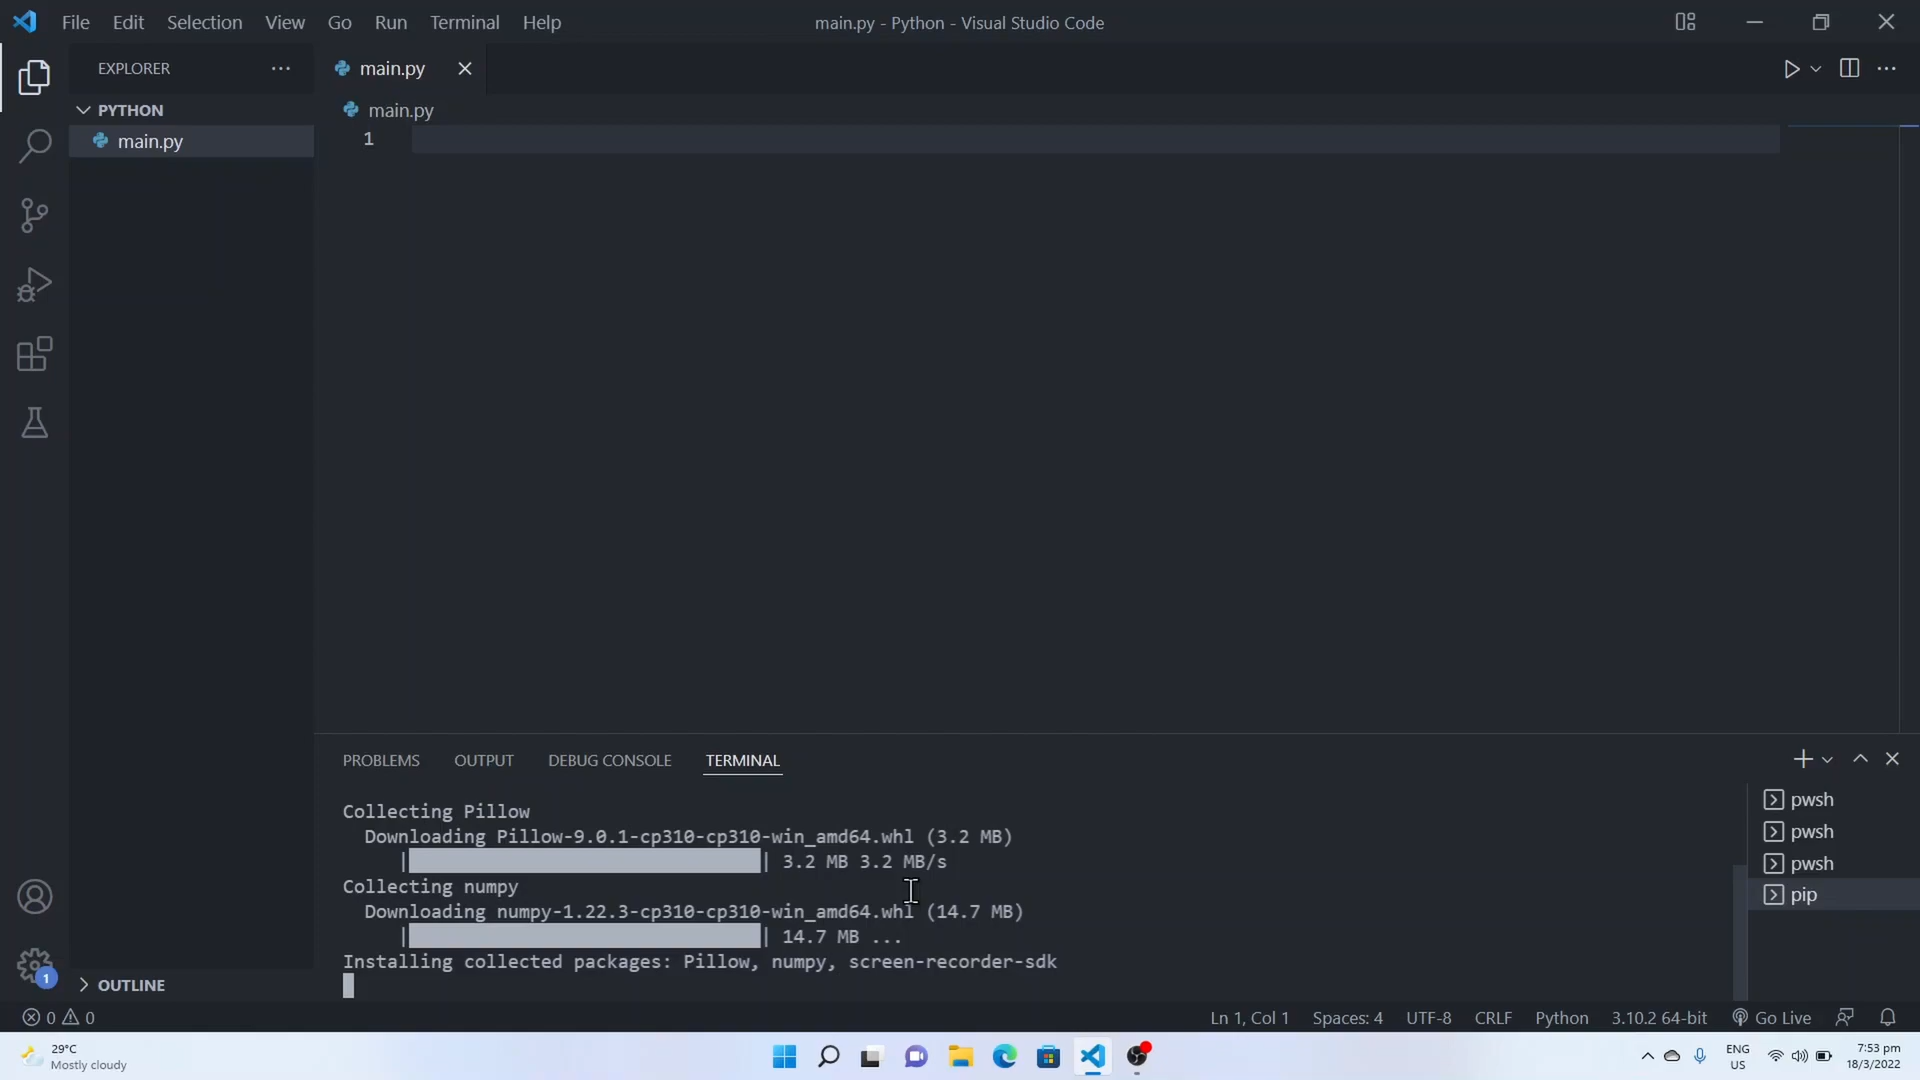 File Edit Selection View Go Run Terminal Help
main.py - Python - Visual Studio Code
EXPLORER
PYTHON
main.py
main.py
main.py
1
PROBLEMS OUTPUT DEBUG CONSOLE TERMINAL
Collecting Pillow
Downloading Pillow-9.0.1-cp310-cp310-win_amd64.whl (3.2 MB)
| 3.2 MB 3.2 MB/s
Collecting numpy
Downloading numpy-1.22.3-cp310-cp310-win_amd64.whl (14.7 MB)
| 14.7 MB ...
Installing collected packages: Pillow, numpy, screen-recorder-sdk
pwsh
pwsh
pwsh
pip
1
OUTLINE
0 0
Ln 1, Col 1 Spaces: 4 UTF-8 CRLF Python 3.10.2 64-bit Go Live
29°C
Mostly cloudy
ENG
US
7:53 pm
18/3/2022